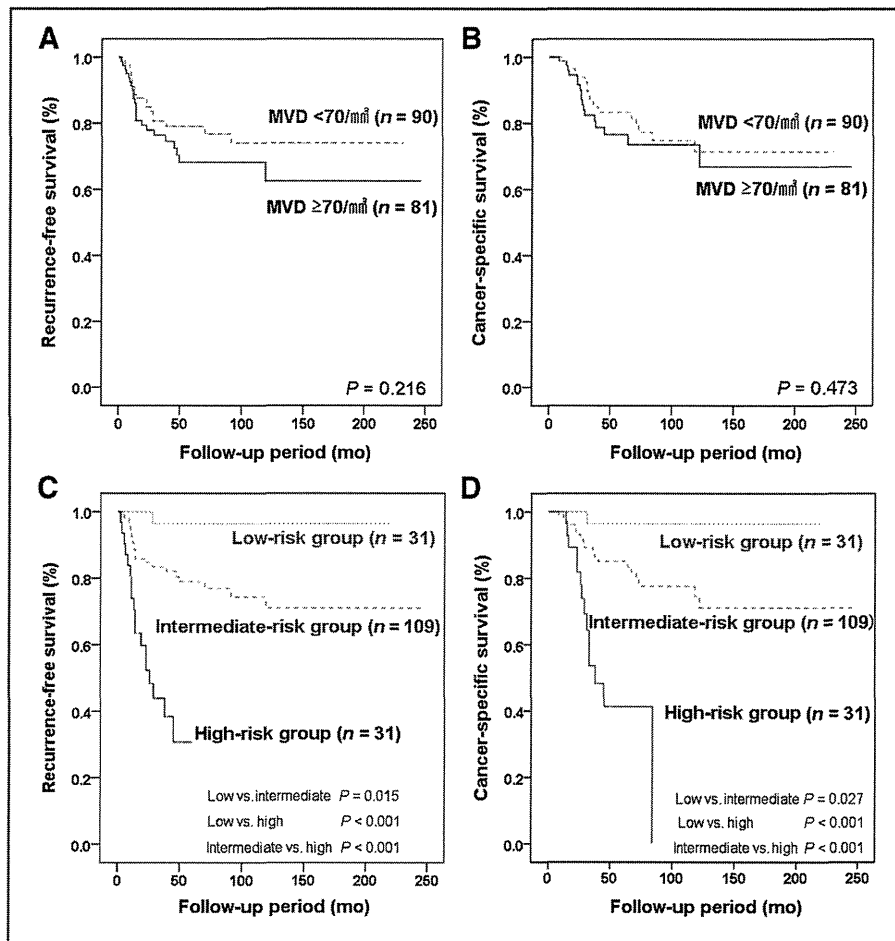 A
Recurrence-free survival (%)
1.0
0.8
0.6
0.4
0.2
0.0
MVD <70/㎟ (n = 90)
MVD ≧70/㎟ (n = 81)
P = 0.216
0 50 100 150 200 250
Follow-up period (mo)
B
Cancer-specific survival (%)
1.0
0.8
0.6
0.4
0.2
0.0
MVD <70/㎟ (n = 90)
MVD ≧70/㎟ (n = 81)
P = 0.473
0 50 100 150 200 250
Follow-up period (mo)
C
Recurrence-free survival (%)
1.0
0.8
0.6
0.4
0.2
0.0
Low-risk group (n = 31)
Intermediate-risk group (n = 109)
High-risk group (n = 31)
Low vs. intermediate P = 0.015
Low vs. high P < 0.001
Intermediate vs. high P < 0.001
0 50 100 150 200 250
Follow-up period (mo)
D
Cancer-specific survival (%)
1.0
0.8
0.6
0.4
0.2
0.0
Low-risk group (n = 31)
Intermediate-risk group (n = 109)
High-risk group (n = 31)
Low vs. intermediate P = 0.027
Low vs. high P < 0.001
Intermediate vs. high P < 0.001
0 50 100 150 200 250
Follow-up period (mo)